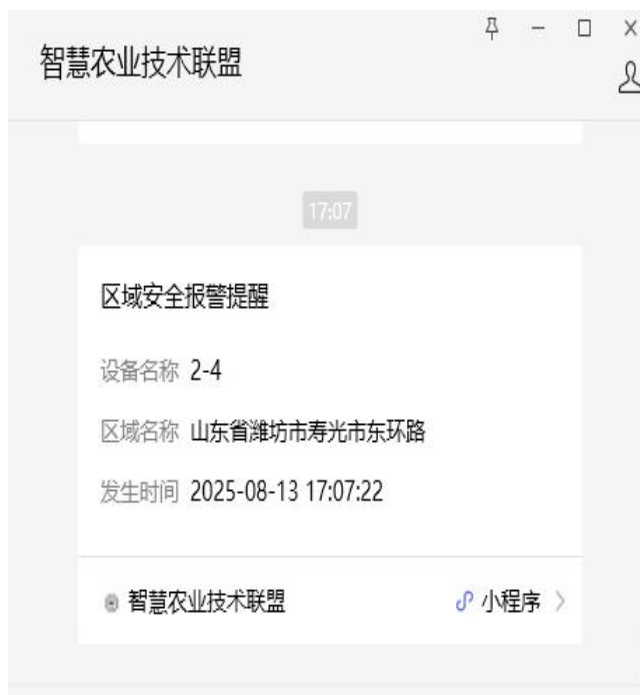 智慧农业技术联盟
17:07
区域安全报警提醒
设备名称 2-4
区域名称 山东省潍坊市寿光市东环路
发生时间 2025-08-13 17:07:22
智慧农业技术联盟 小程序